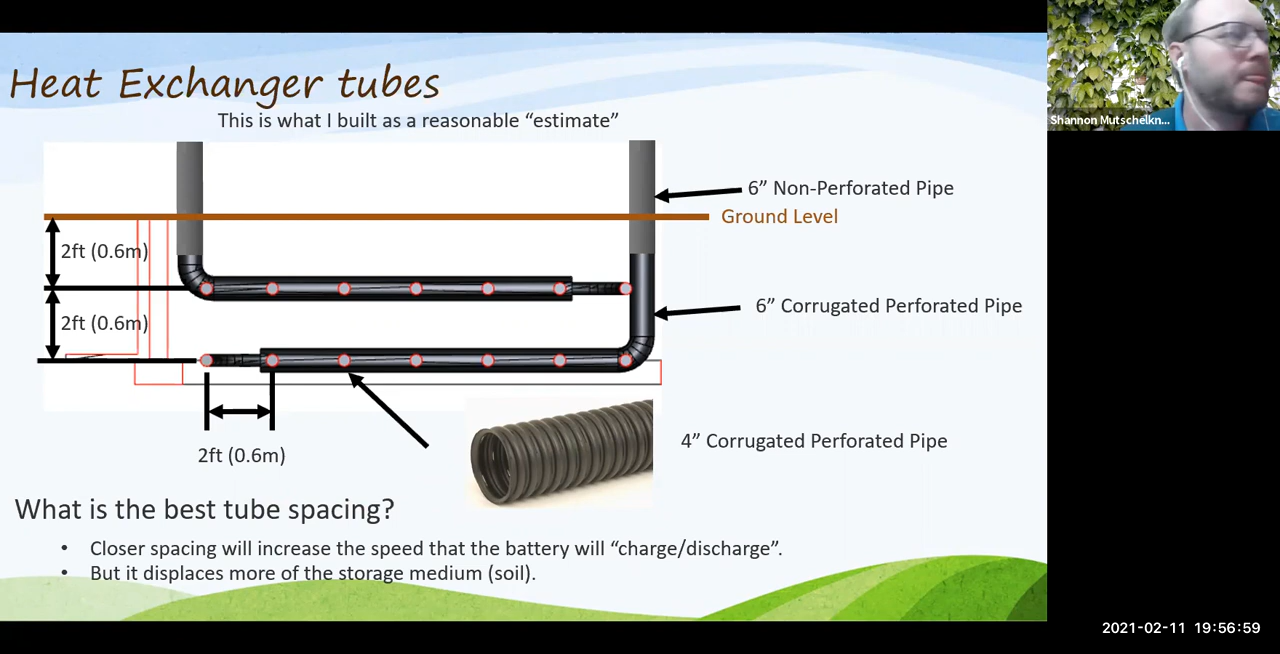 Heat Exchanger tubes
This is what I built as a reasonable “estimate”
Shannon Mutschelkn...
6” Non-Perforated Pipe
Ground Level
2ft (0.6m)
6” Corrugated Perforated Pipe
2ft (0.6m)
2ft (0.6m)
4” Corrugated Perforated Pipe
What is the best tube spacing?
• Closer spacing will increase the speed that the battery will “charge/discharge”.
• But it displaces more of the storage medium (soil).
2021-02-11 19:56:59